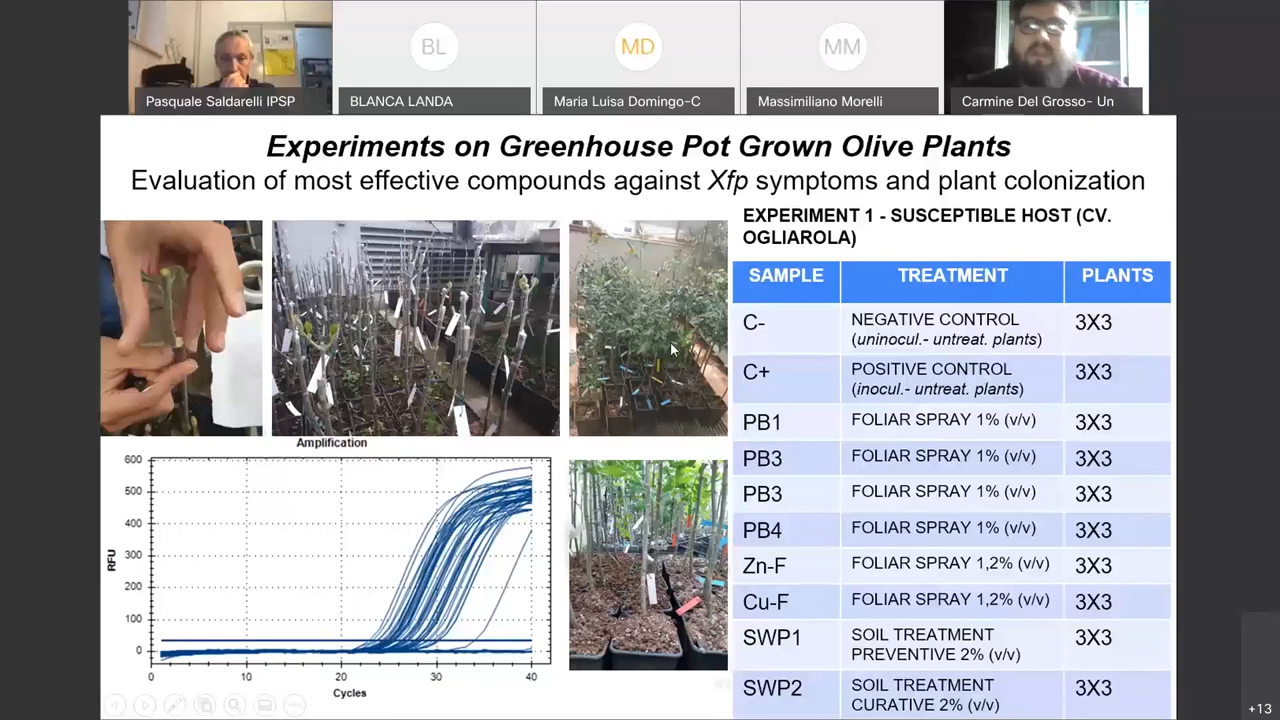 BL
MD
MM
Pasquale Saldarelli IPSP
BLANCA LANDA
Maria Luisa Domingo-C
Massimiliano Morelli
Carmine Del Grosso- Un
Experiments on Greenhouse Pot Grown Olive Plants
Evaluation of most effective compounds against Xfp symptoms and plant colonization
EXPERIMENT 1 - SUSCEPTIBLE HOST (CV.
OGLIAROLA)
SAMPLE TREATMENT PLANTS
C- NEGATIVE CONTROL 3X3
(uninocul.- untreat. plants)
C+ POSITIVE CONTROL 3X3
(inocul.- untreat. plants)
PB1 FOLIAR SPRAY 1% (v/v) 3X3
PB3 FOLIAR SPRAY 1% (v/v) 3X3
PB3 FOLIAR SPRAY 1% (v/v) 3X3
PB4 FOLIAR SPRAY 1% (v/v) 3X3
Zn-F FOLIAR SPRAY 1,2% (v/v) 3X3
Cu-F FOLIAR SPRAY 1,2% (v/v) 3X3
SWP1 SOIL TREATMENT 3X3
PREVENTIVE 2% (v/v)
SWP2 SOIL TREATMENT 3X3
CURATIVE 2% (v/v)
Amplification
600
500
400
300
200
100
0
RFU
0 10 20 30 40
Cycles
+13